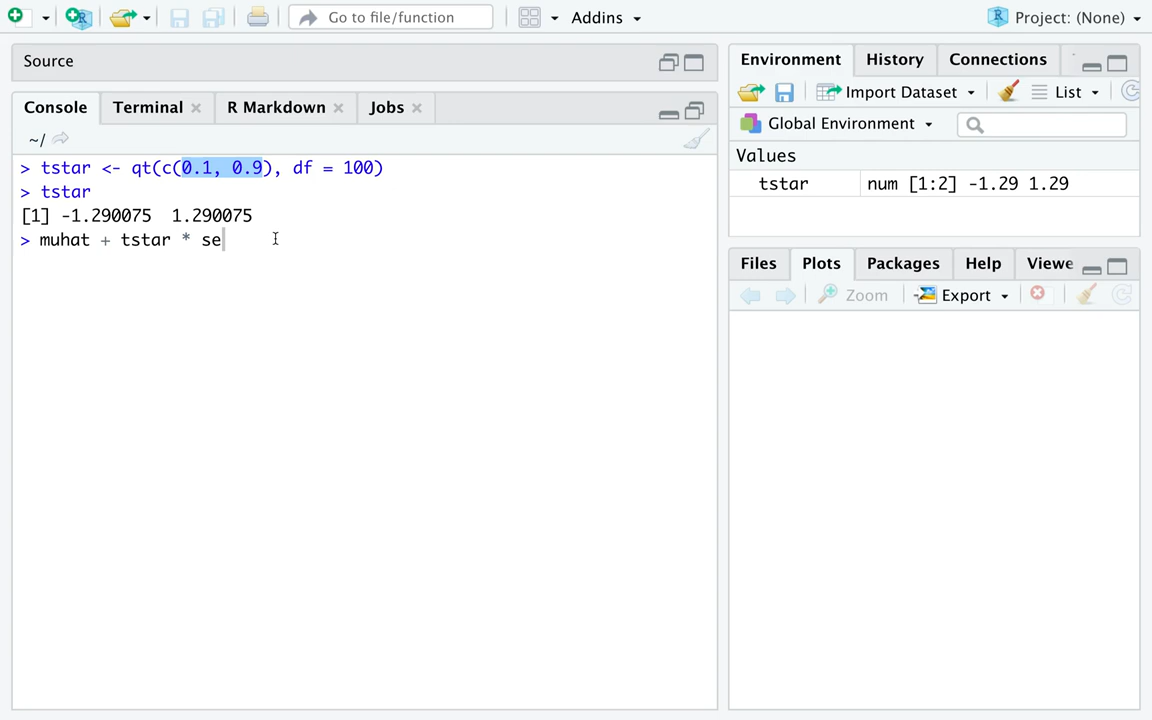 Go to file/function
Addins
Project: (None)
Source
Console
Terminal
R Markdown
Jobs
~/
> tstar <- qt(c(0.1, 0.9), df = 100)
> tstar
[1] -1.290075  1.290075
> muhat + tstar * se
Environment
History
Connections
Import Dataset
List
Global Environment
Values
tstar
num [1:2] -1.29 1.29
Files
Plots
Packages
Help
Viewe
Zoom
Export